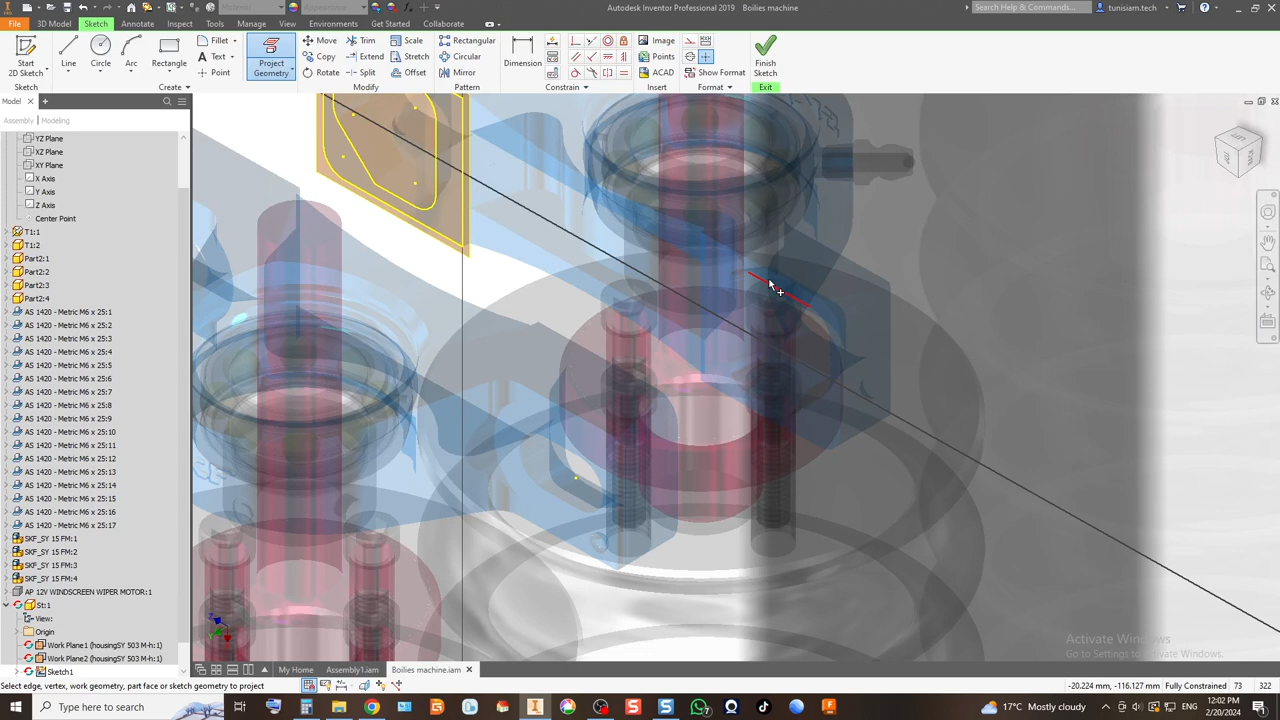 Material
Appearance
Autodesk Inventor Professional 2019
Boilies machine
Search Help & Commands...
tunisiam.tech
File
3D Model
Sketch
Annotate
Inspect
Tools
Manage
View
Environments
Get Started
Collaborate
Start
2D Sketch
Line
Circle
Arc
Rectangle
Fillet
Text
Point
Project
Geometry
Move
Copy
Rotate
Trim
Extend
Split
Scale
Stretch
Offset
Rectangular
Circular
Mirror
Dimension
Image
Points
ACAD
Show Format
Finish
Sketch
Sketch
Create
Modify
Pattern
Constrain
Insert
Format
Exit
Model
Assembly
Modeling
YZ Plane
XZ Plane
XY Plane
X Axis
Y Axis
Z Axis
Center Point
T1:1
T1:2
Part2:1
Part2:2
Part2:3
Part2:4
AS 1420 - Metric M6 x 25:1
AS 1420 - Metric M6 x 25:2
AS 1420 - Metric M6 x 25:3
AS 1420 - Metric M6 x 25:4
AS 1420 - Metric M6 x 25:5
AS 1420 - Metric M6 x 25:6
AS 1420 - Metric M6 x 25:7
AS 1420 - Metric M6 x 25:8
AS 1420 - Metric M6 x 25:9
AS 1420 - Metric M6 x 25:10
AS 1420 - Metric M6 x 25:11
AS 1420 - Metric M6 x 25:12
AS 1420 - Metric M6 x 25:13
AS 1420 - Metric M6 x 25:14
AS 1420 - Metric M6 x 25:15
AS 1420 - Metric M6 x 25:16
AS 1420 - Metric M6 x 25:17
SKF_SY 15 FM:1
SKF_SY 15 FM:2
SKF_SY 15 FM:3
SKF_SY 15 FM:4
AP 12V WINDSCREEN WIPER MOTOR:1
St:1
View:
Origin
Work Plane1 (housingSY 503 M-h:1)
Work Plane2 (housingSY 503 M-h:1)
Sketch1
Activate Windows
Go to Settings to Activate Windows.
My Home
Assembly1.iam
Boilies machine.iam
Select edge, vertex, work geometry, part face or sketch geometry to project
-20.224 mm, -116.127 mm
Fully Constrained
73
322
Type here to search
17°C Mostly cloudy
ENG
12:02 PM
2/20/2024